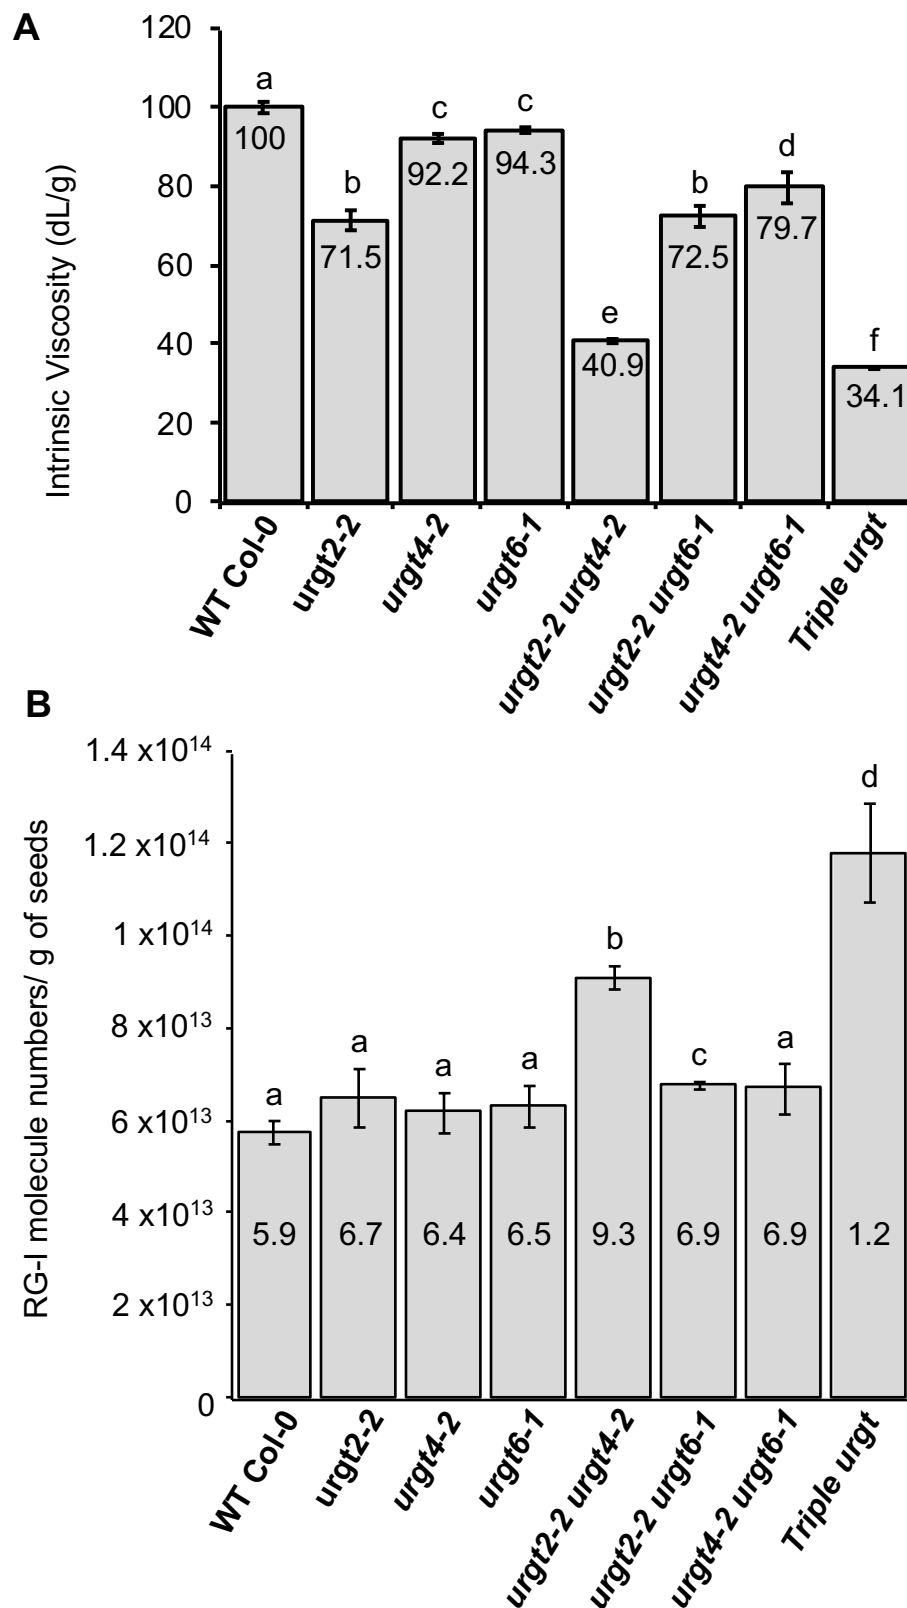 A
Intrinsic Viscosity (dL/g)
120
100
80
60
40
20
0
a
b
c
c
e
b
d
f
100
71.5
92.2
94.3
40.9
72.5
79.7
34.1
WT Col-0
urgt2-2
urgt4-2
urgt6-1
urgt2-2 urgt4-2
urgt2-2 urgt6-1
urgt4-2 urgt6-1
Triple urgt
B
RG-I molecule numbers/ g of seeds
1.4 x10¹⁴
1.2 x10¹⁴
1 x10¹⁴
8 x10¹³
6 x10¹³
4 x10¹³
2 x10¹³
0
a
a
a
a
b
c
a
d
5.9
6.7
6.4
6.5
9.3
6.9
6.9
1.2
WT Col-0
urgt2-2
urgt4-2
urgt6-1
urgt2-2 urgt4-2
urgt2-2 urgt6-1
urgt4-2 urgt6-1
Triple urgt